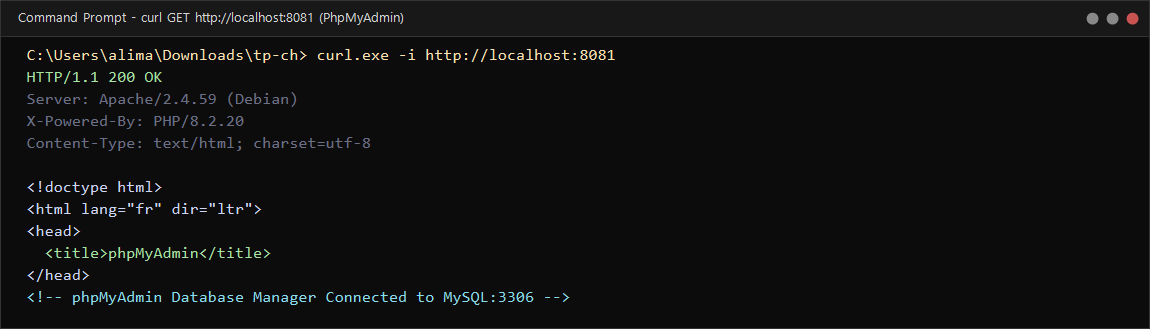 Command Prompt - curl GET http://localhost:8081 (PhpMyAdmin)
C:\Users\alima\Downloads\tp-ch> curl.exe -i http://localhost:8081
HTTP/1.1 200 OK
Server: Apache/2.4.59 (Debian)
X-Powered-By: PHP/8.2.20
Content-Type: text/html; charset=utf-8
<!doctype html>
<html lang="fr" dir="ltr">
<head>
  <title>phpMyAdmin</title>
</head>
<!-- phpMyAdmin Database Manager Connected to MySQL:3306 -->